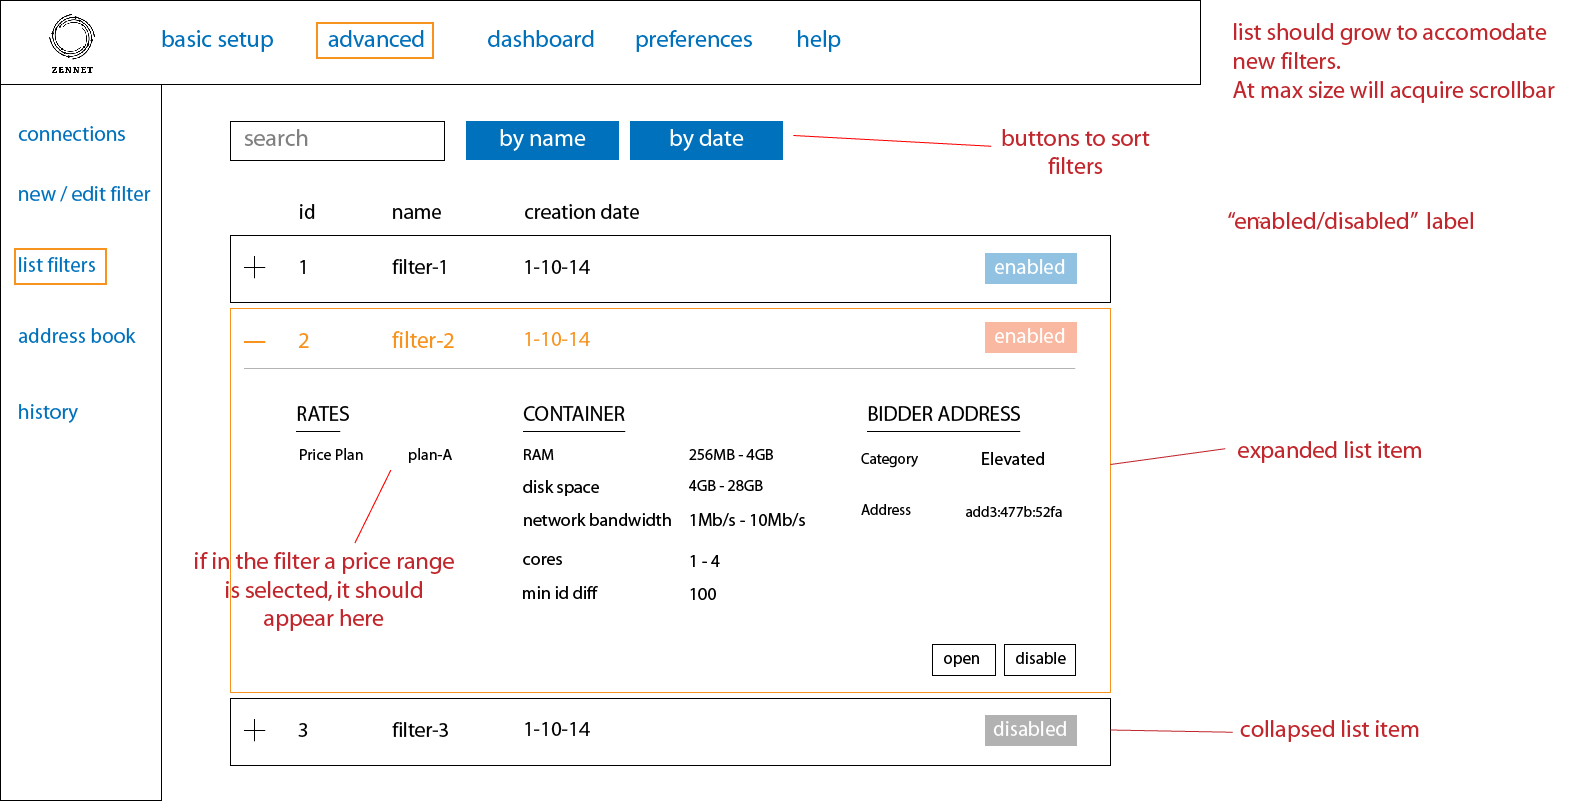 ZENNET
basic setup
advanced
dashboard
preferences
help
list should grow to accomodate
new filters.
At max size will acquire scrollbar
connections
new / edit filter
list filters
address book
history
search
by name
by date
buttons to sort
filters
id name creation date
“enabled/disabled” label
1 filter-1 1-10-14 enabled
2 filter-2 1-10-14 enabled
RATES
Price Plan plan-A
if in the filter a price range
is selected, it should
appear here
CONTAINER
RAM 256MB - 4GB
disk space 4GB - 28GB
network bandwidth 1Mb/s - 10Mb/s
cores 1 - 4
min id diff 100
BIDDER ADDRESS
Category Elevated
Address add3:477b:52fa
expanded list item
open
disable
3 filter-3 1-10-14 disabled
collapsed list item